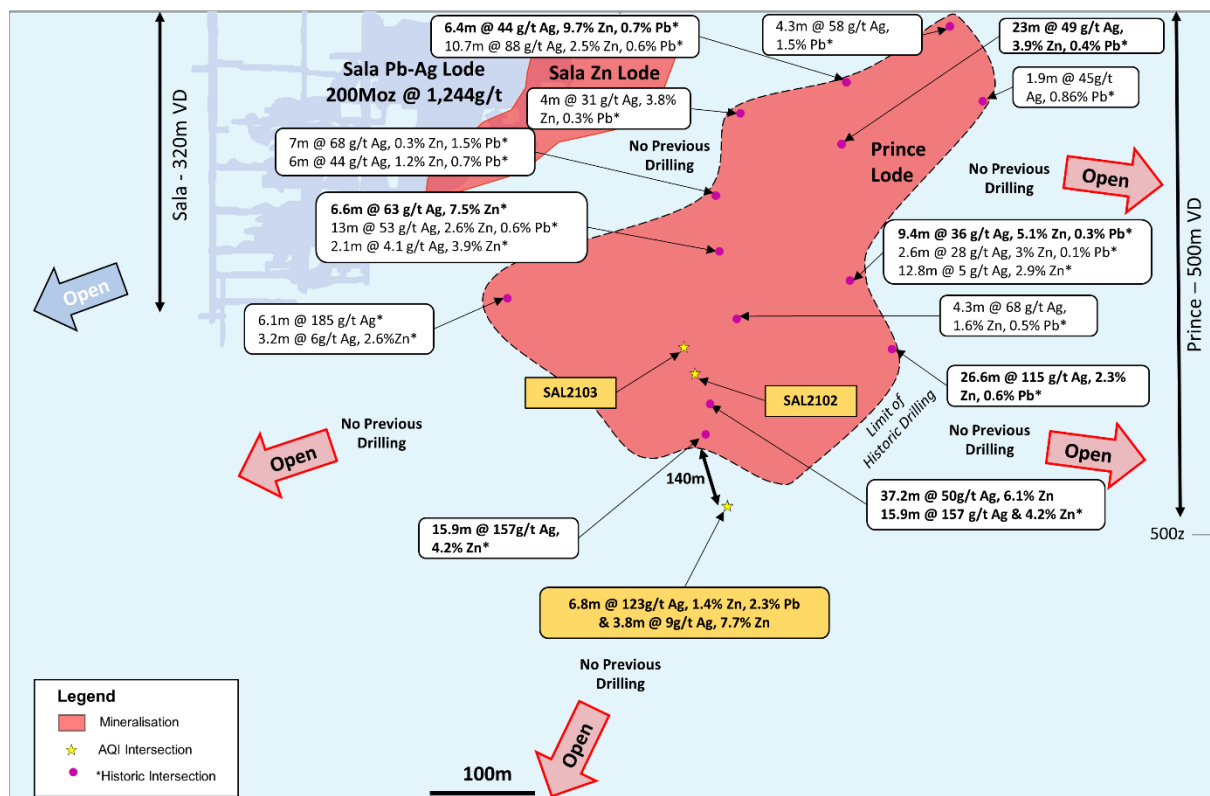 6.4m @ 44 g/t Ag, 9.7% Zn, 0.7% Pb*
10.7m @ 88 g/t Ag, 2.5% Zn, 0.6% Pb*
4.3m @ 58 g/t Ag,
1.5% Pb*
23m @ 49 g/t Ag,
3.9% Zn, 0.4% Pb*
Sala Pb-Ag Lode
200Moz @ 1,244g/t
Sala Zn Lode
1.9m @ 45g/t
Ag, 0.86% Pb*
4m @ 31 g/t Ag, 3.8%
Zn, 0.3% Pb*
Sala - 320m VD
7m @ 68 g/t Ag, 0.3% Zn, 1.5% Pb*
6m @ 44 g/t Ag, 1.2% Zn, 0.7% Pb*
No Previous
Drilling
Prince
Lode
No Previous
Drilling
Open
6.6m @ 63 g/t Ag, 7.5% Zn*
13m @ 53 g/t Ag, 2.6% Zn, 0.6% Pb*
2.1m @ 4.1 g/t Ag, 3.9% Zn*
9.4m @ 36 g/t Ag, 5.1% Zn, 0.3% Pb*
2.6m @ 28 g/t Ag, 3% Zn, 0.1% Pb*
12.8m @ 5 g/t Ag, 2.9% Zn*
Prince – 500m VD
Open
6.1m @ 185 g/t Ag*
3.2m @ 6g/t Ag, 2.6%Zn*
4.3m @ 68 g/t Ag,
1.6% Zn, 0.5% Pb*
SAL2103
SAL2102
26.6m @ 115 g/t Ag, 2.3%
Zn, 0.6% Pb*
Limit of
Historic Drilling
No Previous
Drilling
Open
No Previous
Drilling
Open
140m
37.2m @ 50g/t Ag, 6.1% Zn
15.9m @ 157 g/t Ag & 4.2% Zn*
15.9m @ 157g/t Ag,
4.2% Zn*
500z
6.8m @ 123g/t Ag, 1.4% Zn, 2.3% Pb
& 3.8m @ 9g/t Ag, 7.7% Zn
No Previous
Drilling
Open
Legend
Mineralisation
AQI Intersection
*Historic Intersection
100m